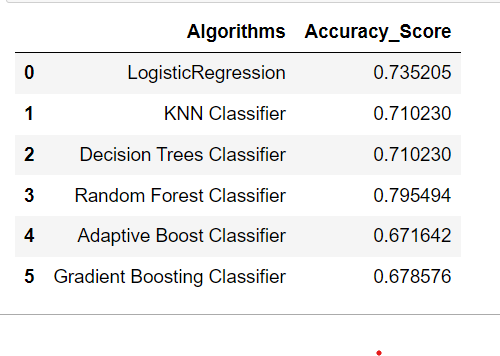 Algorithms Accuracy_Score
0 LogisticRegression 0.735205
1 KNN Classifier 0.710230
2 Decision Trees Classifier 0.710230
3 Random Forest Classifier 0.795494
4 Adaptive Boost Classifier 0.671642
5 Gradient Boosting Classifier 0.678576